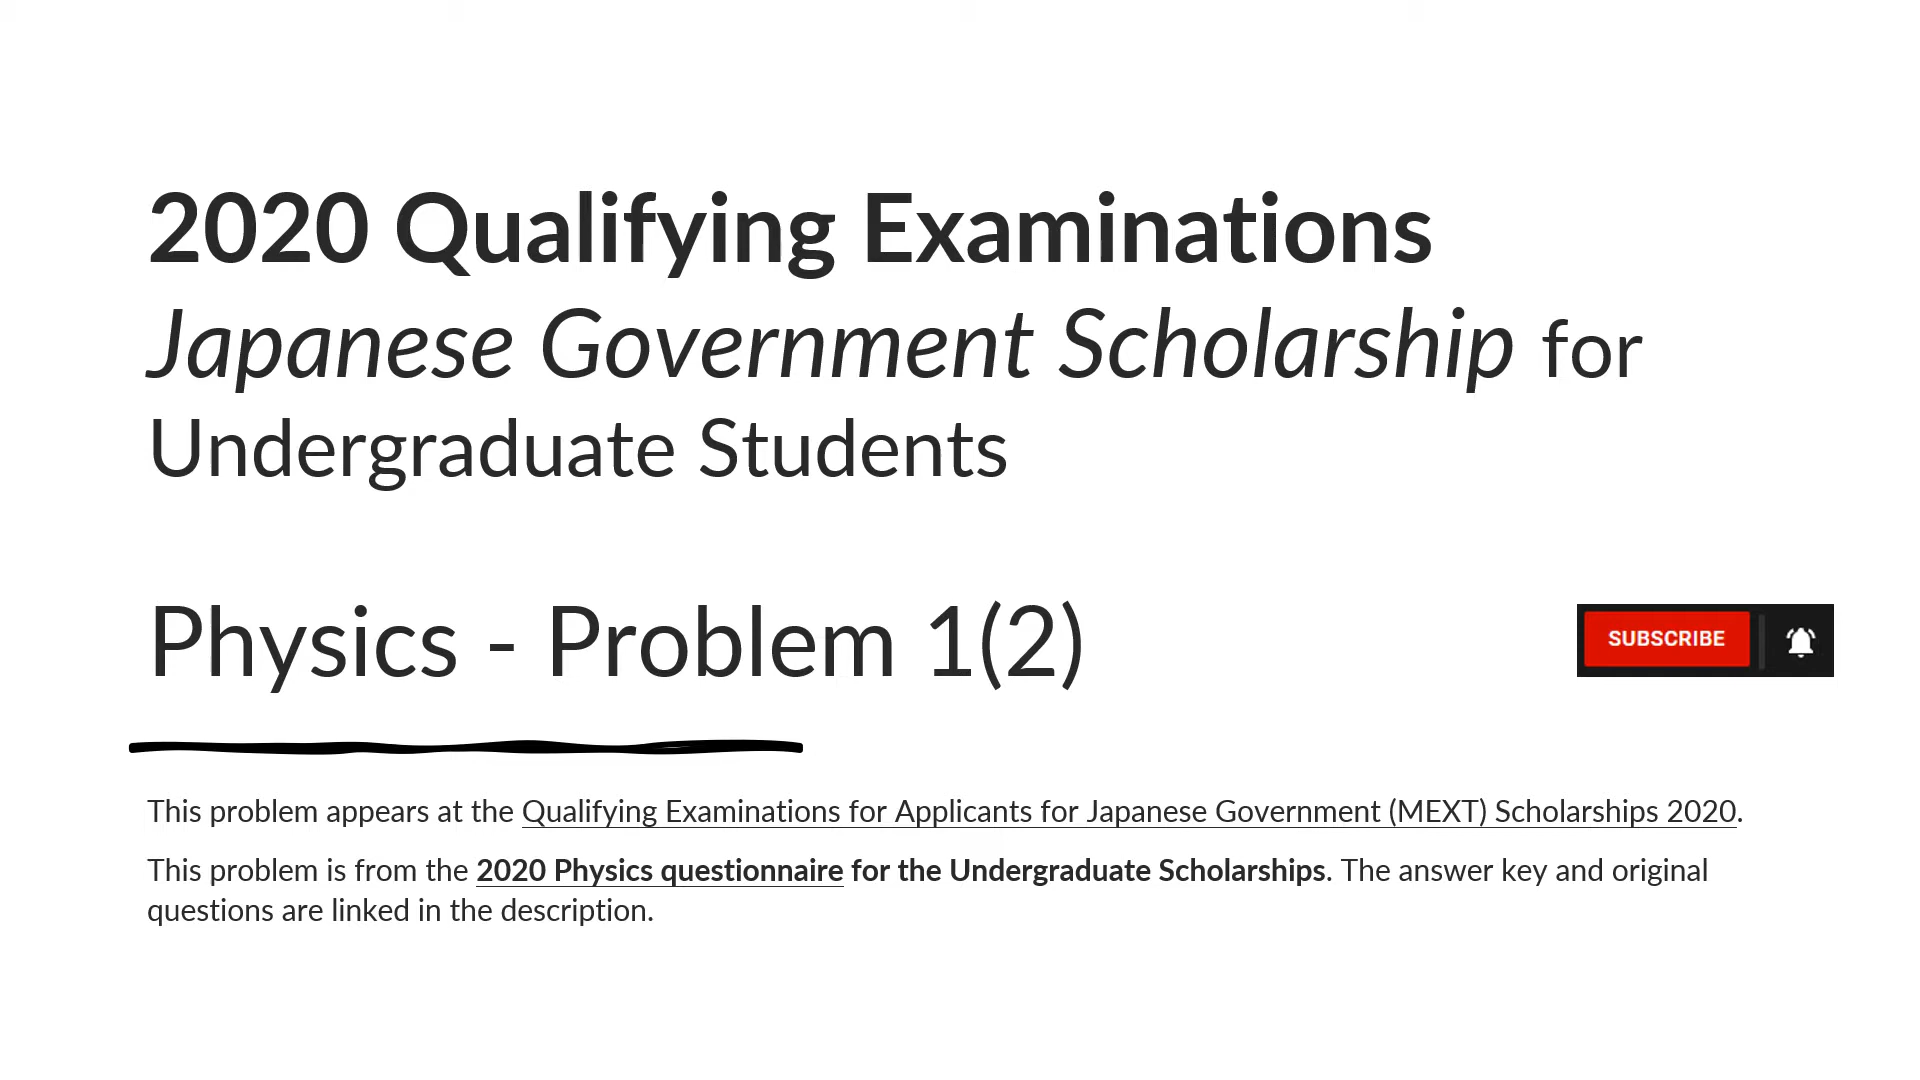 2020 Qualifying Examinations
Japanese Government Scholarship for
Undergraduate Students
Physics - Problem 1(2)
SUBSCRIBE
This problem appears at the Qualifying Examinations for Applicants for Japanese Government (MEXT) Scholarships 2020.
This problem is from the 2020 Physics questionnaire for the Undergraduate Scholarships. The answer key and original
questions are linked in the description.